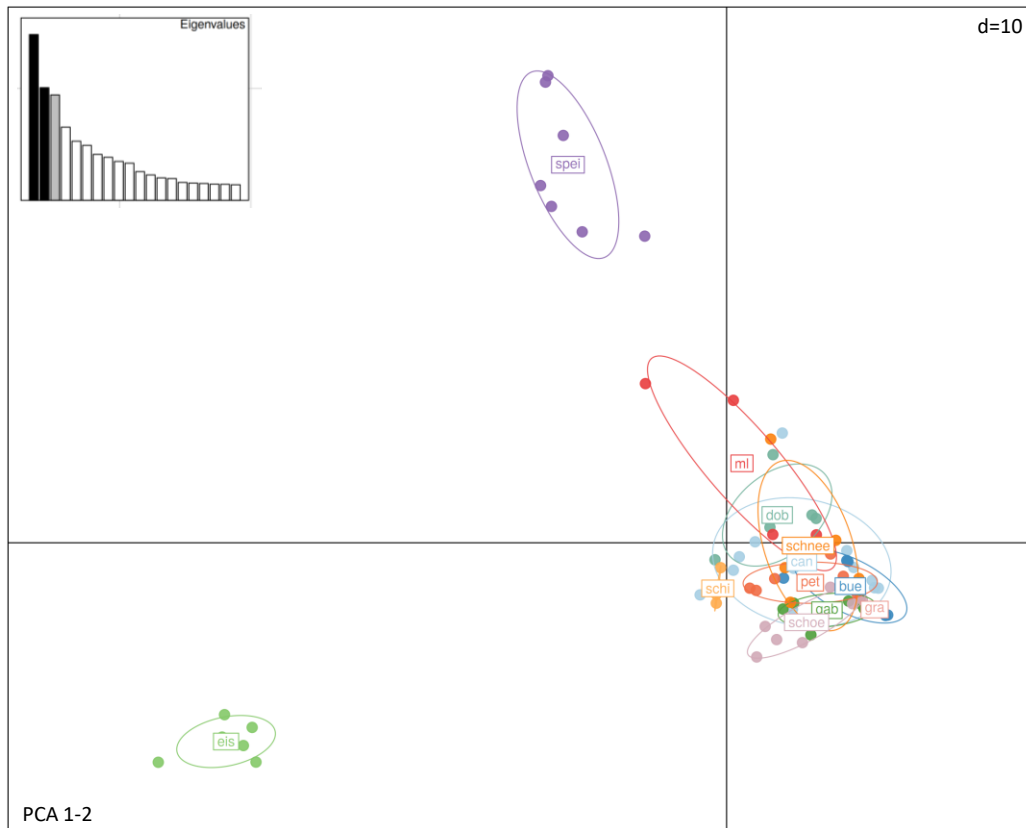 Eigenvalues
d=10
spei
ml
dob
schnee
can
schi
pet
bue
gab
gra
schoe
eis
PCA 1-2